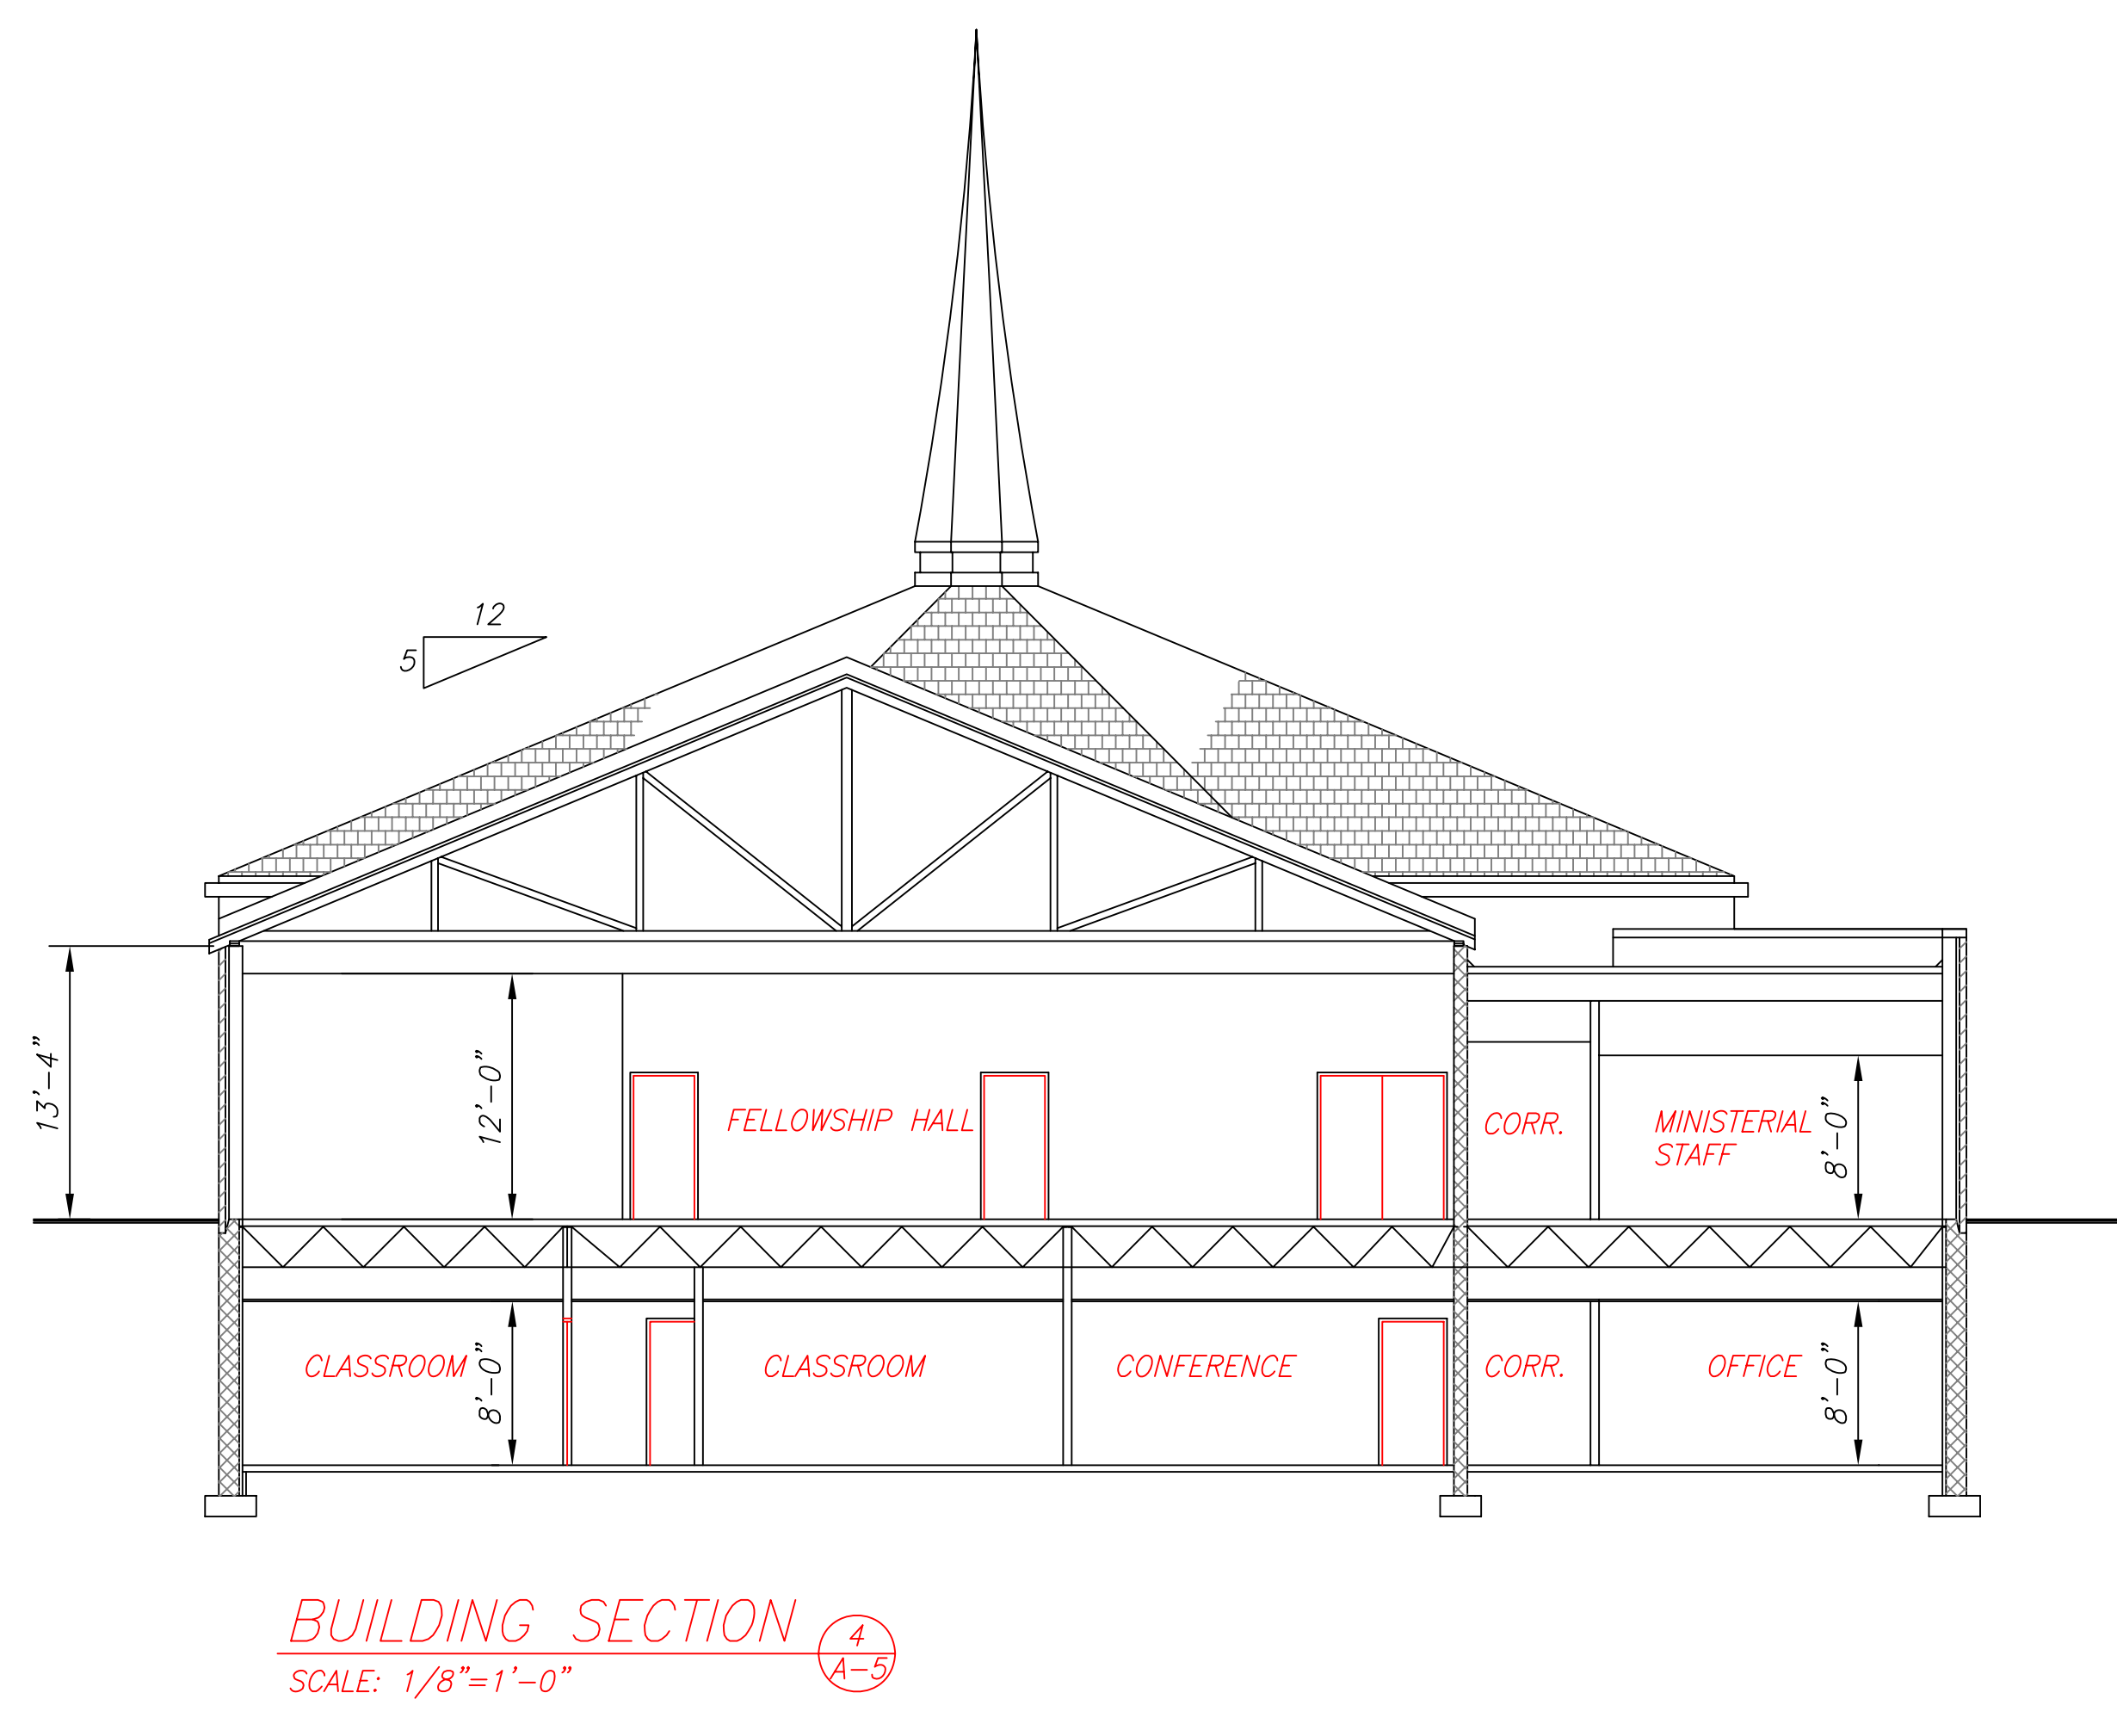 12
5
13'-4"
12'-0"
FELLOWSHIP HALL
CORR.
MINISTERIAL
STAFF
8'-0"
CLASSROOM
8'-0"
CLASSROOM
CONFERENCE
CORR.
OFFICE
8'-0"
BUILDING SECTION
4
A-5
SCALE: 1/8"=1'-0"